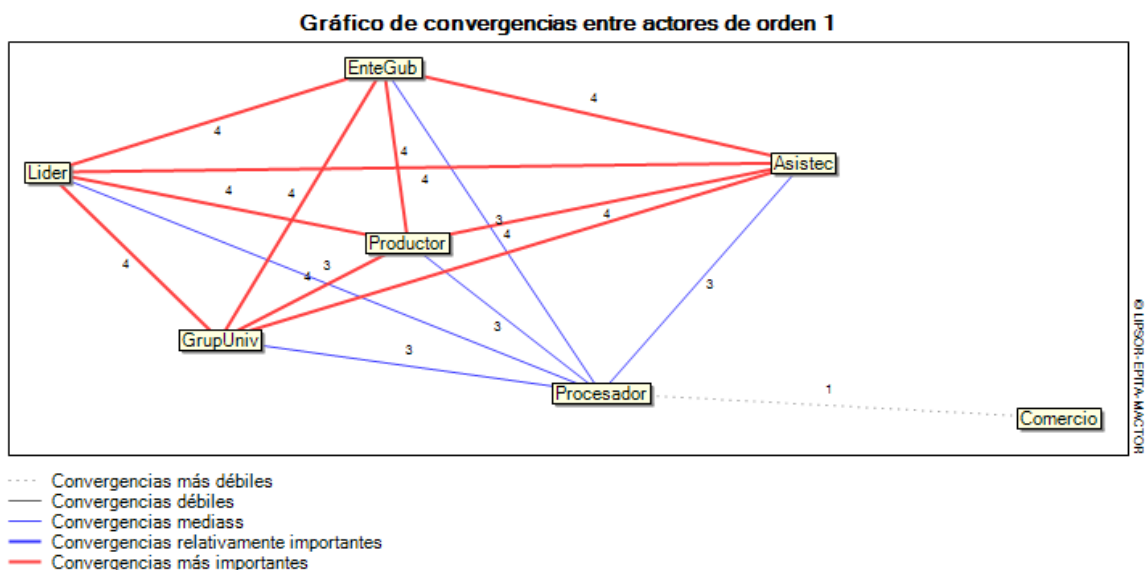 Gráfico de convergencias entre actores de orden 1
EnteGub
4
4
Lider
4
4
Asistec
4
4
4
3
4
Productor
4
4
4
3
3
3
GrupUniv
3
Procesador
1
Comercio
© LIPSOR-EPITA-MACTOR
Convergencias más débiles
Convergencias débiles
Convergencias mediass
Convergencias relativamente importantes
Convergencias más importantes